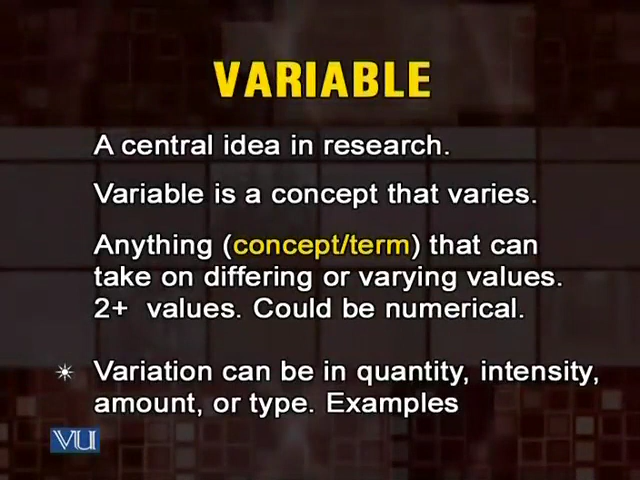 VARIABLE
A central idea in research.
Variable is a concept that varies.
Anything (concept/term) that can
take on differing or varying values.
2+ values. Could be numerical.
Variation can be in quantity, intensity,
amount, or type. Examples
VU